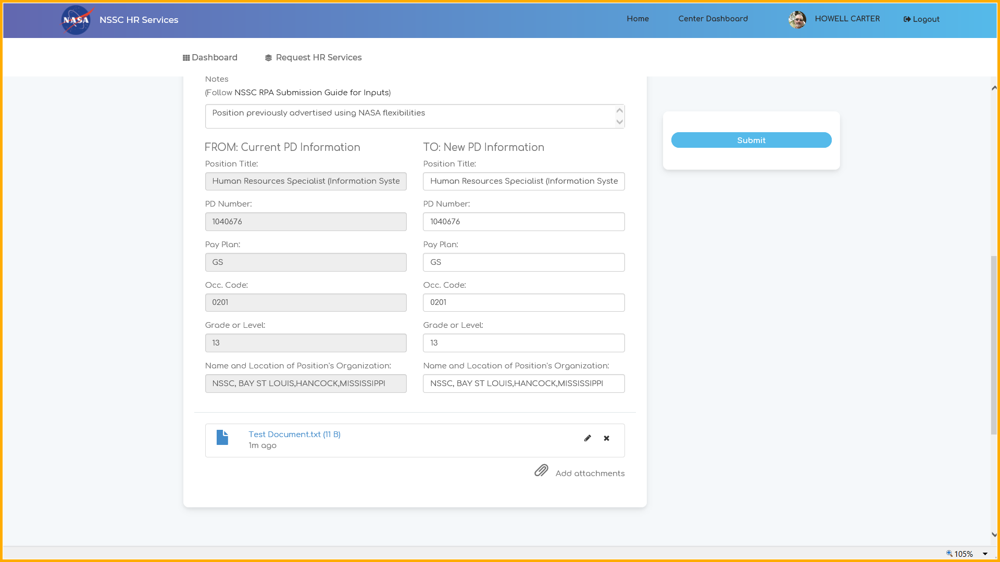 NASA
NSSC HR Services
Home
Center Dashboard
HOWELL CARTER
Logout
Dashboard
Request HR Services
Notes
(Follow NSSC RPA Submission Guide for Inputs)
Position previously advertised using NASA flexibilities
Submit
FROM: Current PD Information
TO: New PD Information
Position Title:
Position Title:
Human Resources Specialist (Information Syste
Human Resources Specialist (Information Syste
PD Number:
PD Number:
1040676
1040676
Pay Plan:
Pay Plan:
GS
GS
Occ. Code:
Occ. Code:
0201
0201
Grade or Level:
Grade or Level:
13
13
Name and Location of Position's Organization:
Name and Location of Position's Organization:
NSSC, BAY ST LOUIS,HANCOCK,MISSISSIPPI
NSSC, BAY ST LOUIS,HANCOCK,MISSISSIPPI
Test Document.txt (11 B)
1m ago
Add attachments
105%